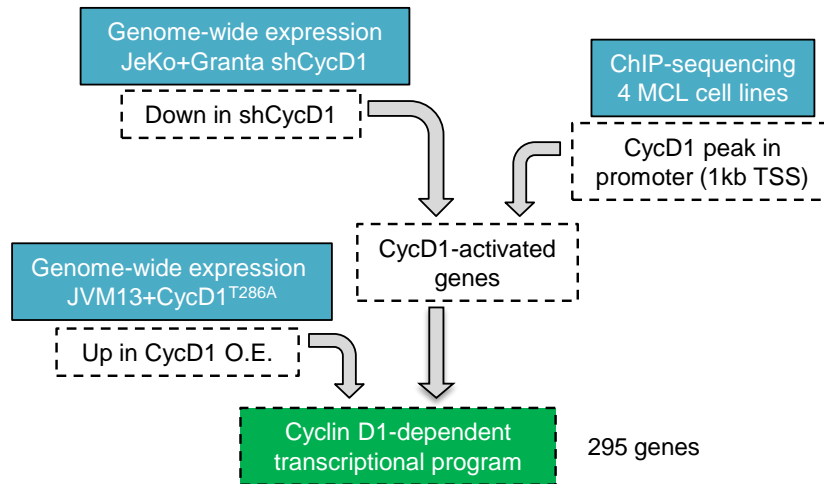 Genome-wide expression
JeKo+Granta shCycD1
Down in shCycD1
ChIP-sequencing
4 MCL cell lines
CycD1 peak in
promoter (1kb TSS)
CycD1-activated
genes
Genome-wide expression
JVM13+CycD1T286A
Up in CycD1 O.E.
Cyclin D1-dependent
transcriptional program
295 genes